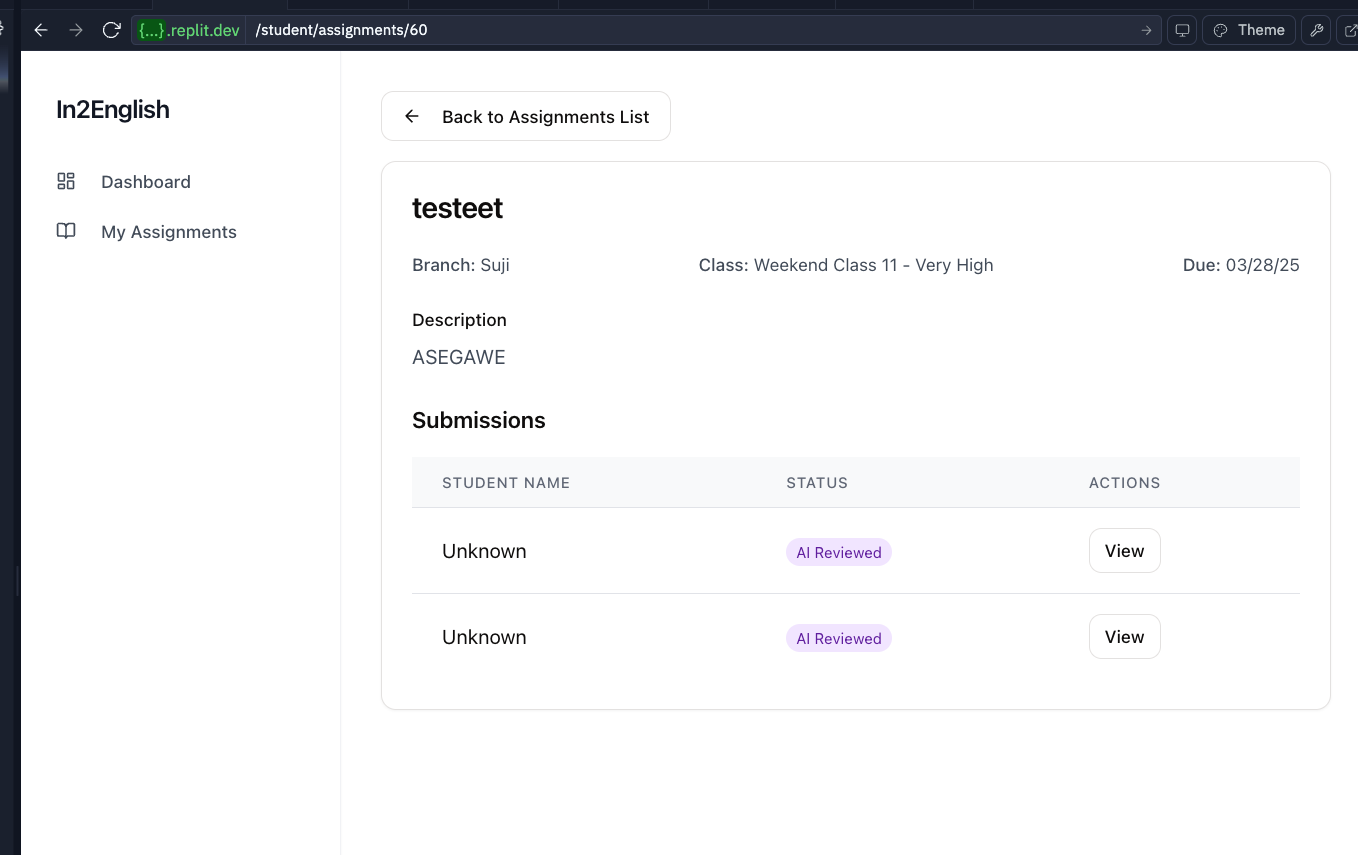 {...}.replit.dev /student/assignments/60 Theme
In2English
Dashboard
My Assignments
Back to Assignments List
testeet
Branch: Suji Class: Weekend Class 11 - Very High Due: 03/28/25
Description
ASEGAWE
Submissions
STUDENT NAME STATUS ACTIONS
Unknown AI Reviewed View
Unknown AI Reviewed View